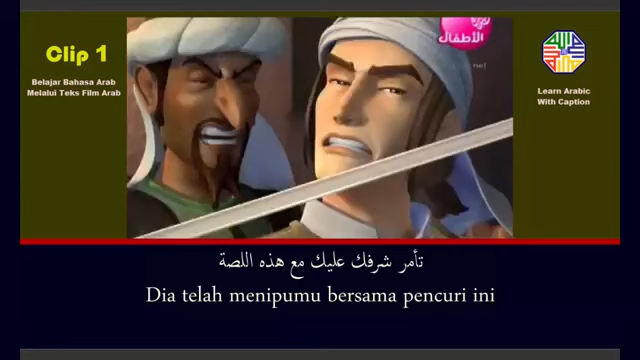 Clip 1
Belajar Bahasa Arab
Melalui Teks Film Arab
الأطفال
Learn Arabic
With Caption
تأمر شرفك عليك مع هذه اللصة
Dia telah menipumu bersama pencuri ini